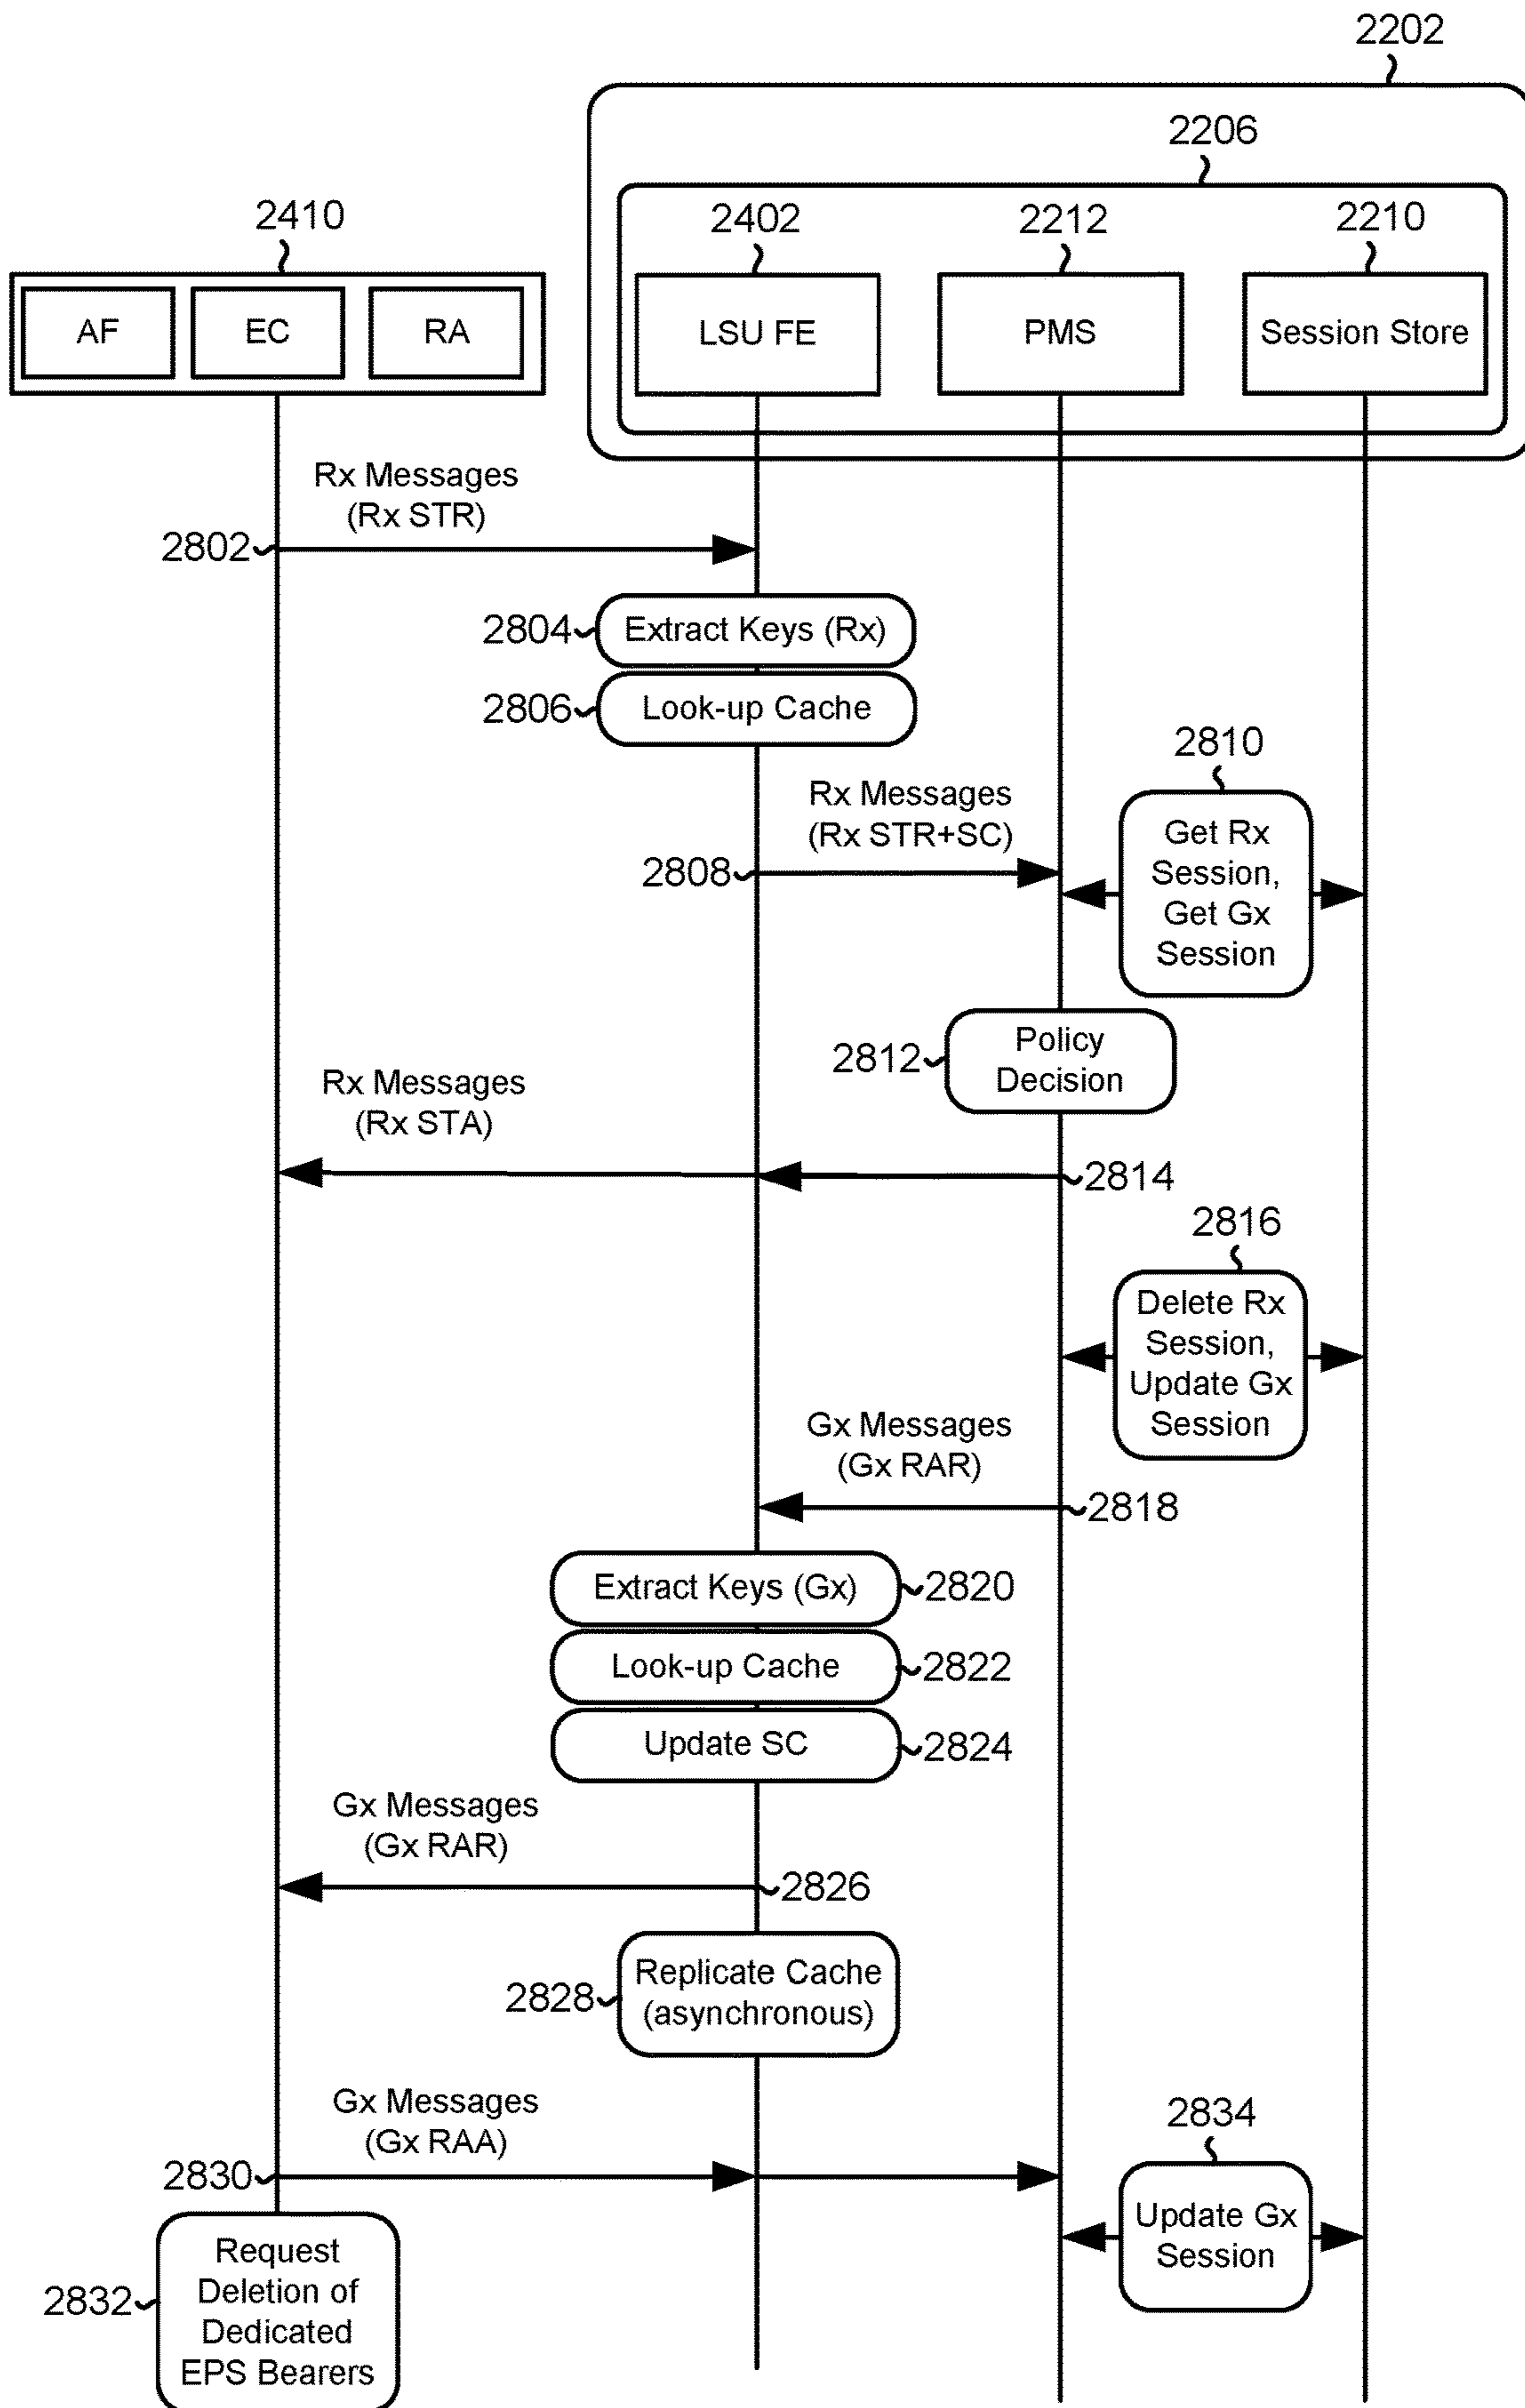 2202
2206
2410
2402
2212
2210
AF
EC
RA
LSU FE
PMS
Session Store
Rx Messages
(Rx STR)
2802
2804
Extract Keys (Rx)
2806
Look-up Cache
2810
Rx Messages
(Rx STR+SC)
2808
Get Rx
Session,
Get Gx
Session
2812
Policy
Decision
Rx Messages
(Rx STA)
2814
2816
Delete Rx
Session,
Update Gx
Session
Gx Messages
(Gx RAR)
2818
Extract Keys (Gx)
2820
Look-up Cache
2822
Update SC
2824
Gx Messages
(Gx RAR)
2826
2828
Replicate Cache
(asynchronous)
Gx Messages
(Gx RAA)
2830
2834
Update Gx
Session
2832
Request
Deletion of
Dedicated
EPS Bearers